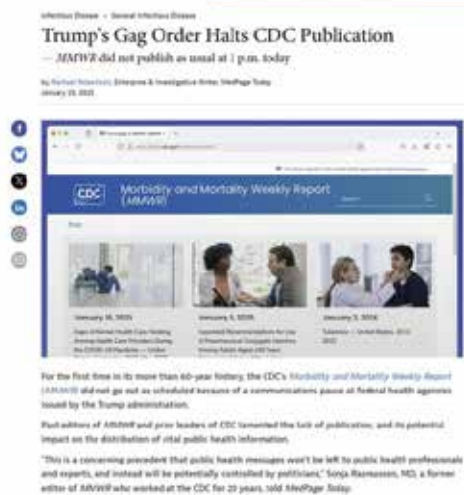 Infectious Disease > General Infectious Disease
Trump's Gag Order Halts CDC Publication
— MMWR did not publish as usual at 1 p.m. today
Enterprise & Investigative Writer, MedPage Today
January 23, 2025
CDC
Morbidity and Mortality Weekly Report
(MMWR)
January 16, 2025
January 3, 2025
For the first time in its more than 60-year history, the CDC's Morbidity and Mortality Weekly Report
(MMWR) did not go out as scheduled because of a communications pause at federal health agencies
issued by the Trump administration.
Past editors of MMWR and prior leaders of CDC lamented the lack of publication, and its potential
impact on the distribution of vital public health information.
"This is a concerning precedent that public health messages won't be left to public health professionals
and experts, and instead will be potentially controlled by politicians," Sonja Rasmussen, MD, a former
editor of MMWR who worked at the CDC for 20 years, told MedPage Today.